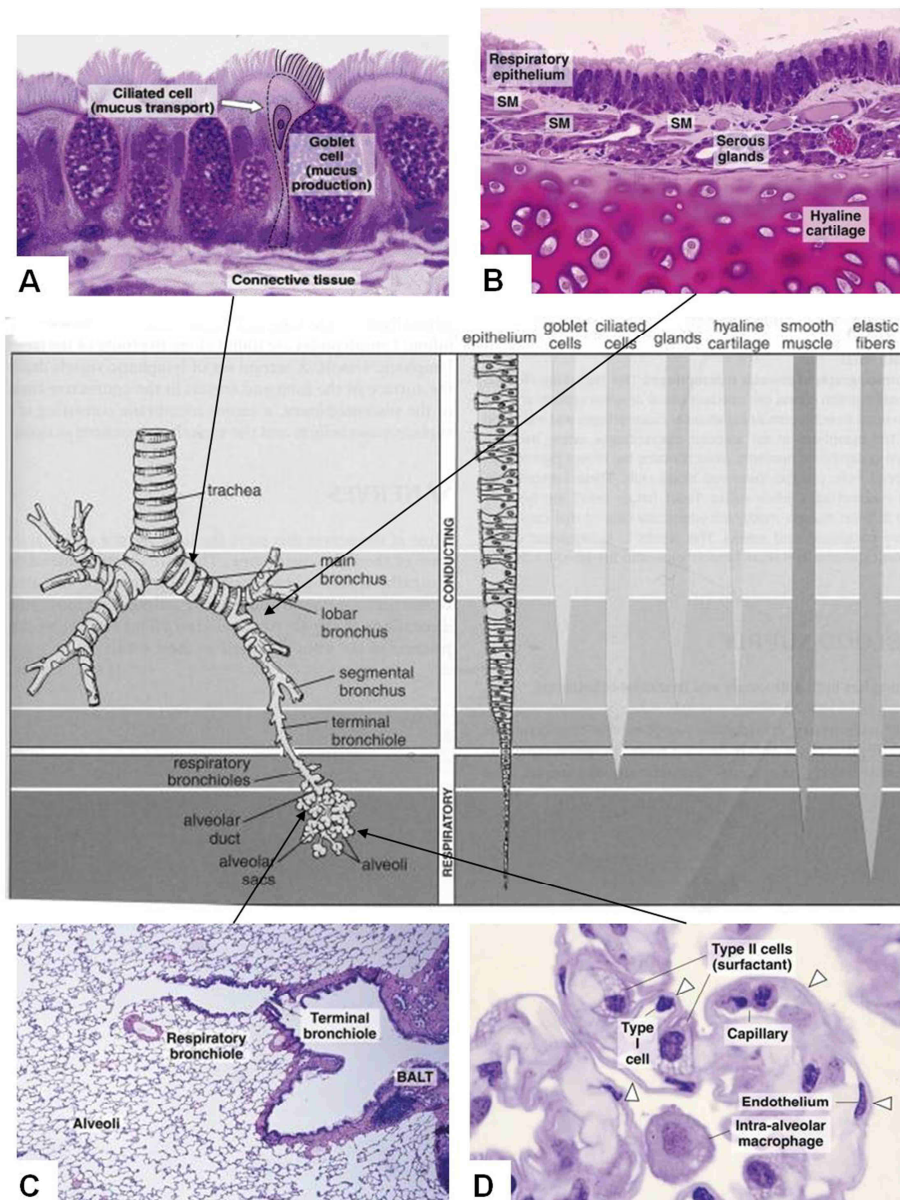 Ciliated cell
(mucus transport)
Goblet
cell
(mucus
production)
Connective tissue
A
Respiratory
epithelium
SM
SM
SM
Serous
glands
Hyaline
cartilage
B
epithelium
goblet
cells
ciliated
cells
glands
hyaline
cartilage
smooth
muscle
elastic
fibers
trachea
main
bronchus
lobar
bronchus
segmental
bronchus
terminal
bronchiole
respiratory
bronchioles
alveolar
duct
alveolar
sacs
alveoli
CONDUCTING
RESPIRATORY
Terminal
bronchiole
Respiratory
bronchiole
BALT
Alveoli
C
Type II cells
(surfactant)
Type
I
cell
Capillary
Endothelium
Intra-alveolar
macrophage
D